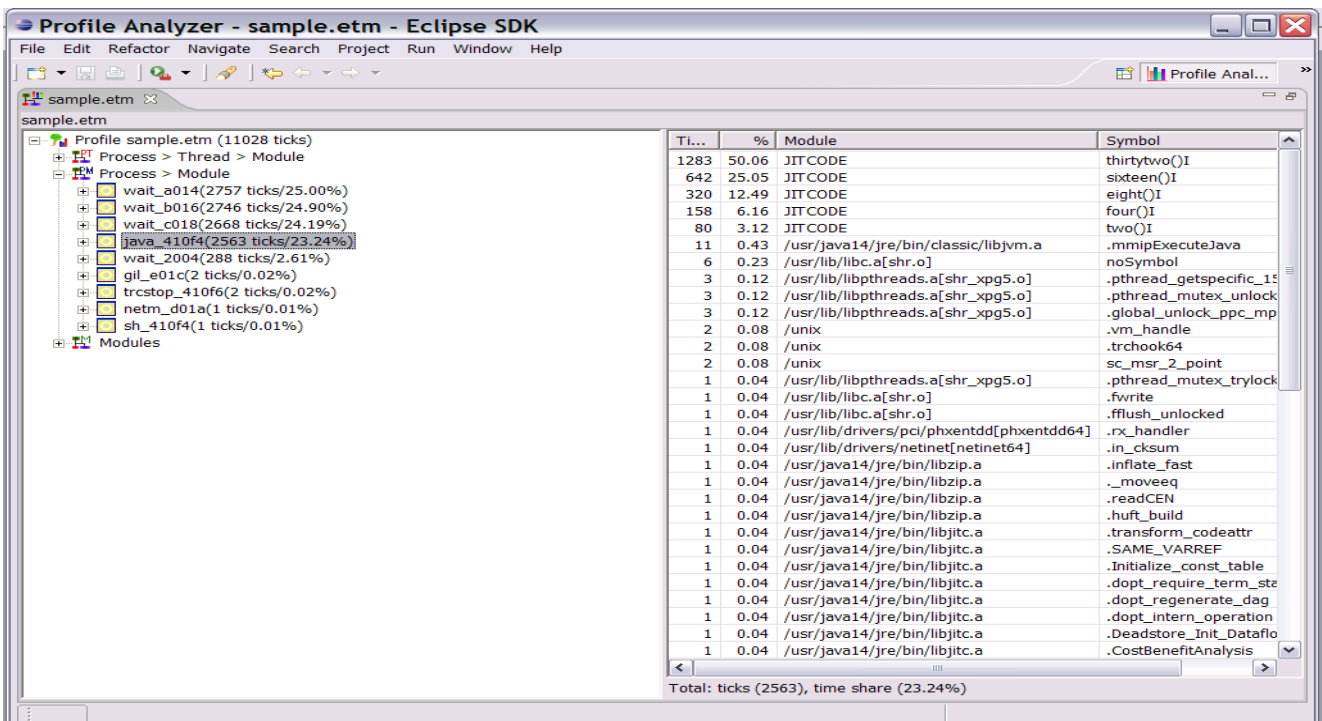 Profile Analyzer - sample.etm - Eclipse SDK
File Edit Refactor Navigate Search Project Run Window Help
Profile Anal... »
sample.etm
sample.etm
Profile sample.etm (11028 ticks)
Process > Thread > Module
Process > Module
wait_a014(2757 ticks/25.00%)
wait_b016(2746 ticks/24.90%)
wait_c018(2668 ticks/24.19%)
java_410f4(2563 ticks/23.24%)
wait_2004(288 ticks/2.61%)
gil_e01c(2 ticks/0.02%)
trcstop_410f6(2 ticks/0.02%)
netm_d01a(1 ticks/0.01%)
sh_410f4(1 ticks/0.01%)
Modules
Ti... % Module Symbol
1283 50.06 JITCODE thirtytwo()I
642 25.05 JITCODE sixteen()I
320 12.49 JITCODE eight()I
158 6.16 JITCODE four()I
80 3.12 JITCODE two()I
11 0.43 /usr/java14/jre/bin/classic/libjvm.a .mmipExecuteJava
6 0.23 /usr/lib/libc.a[shr.o] noSymbol
3 0.12 /usr/lib/libpthreads.a[shr_xpg5.o] .pthread_getspecific_15
3 0.12 /usr/lib/libpthreads.a[shr_xpg5.o] .pthread_mutex_unlock
3 0.12 /usr/lib/libpthreads.a[shr_xpg5.o] .global_unlock_ppc_mp
2 0.08 /unix .vm_handle
2 0.08 /unix .trchook64
2 0.08 /unix sc_msr_2_point
1 0.04 /usr/lib/libpthreads.a[shr_xpg5.o] .pthread_mutex_trylock
1 0.04 /usr/lib/libc.a[shr.o] .fwrite
1 0.04 /usr/lib/libc.a[shr.o] .fflush_unlocked
1 0.04 /usr/lib/drivers/pci/phxentdd[phxentdd64] .rx_handler
1 0.04 /usr/lib/drivers/netinet[netinet64] .in_cksum
1 0.04 /usr/java14/jre/bin/libzip.a .inflate_fast
1 0.04 /usr/java14/jre/bin/libzip.a ._moveeq
1 0.04 /usr/java14/jre/bin/libzip.a .readCEN
1 0.04 /usr/java14/jre/bin/libzip.a .huft_build
1 0.04 /usr/java14/jre/bin/libjitc.a .transform_codeattr
1 0.04 /usr/java14/jre/bin/libjitc.a .SAME_VARREF
1 0.04 /usr/java14/jre/bin/libjitc.a .Initialize_const_table
1 0.04 /usr/java14/jre/bin/libjitc.a .dopt_require_term_sta
1 0.04 /usr/java14/jre/bin/libjitc.a .dopt_regenerate_dag
1 0.04 /usr/java14/jre/bin/libjitc.a .dopt_intern_operation
1 0.04 /usr/java14/jre/bin/libjitc.a .Deadstore_Init_Dataflo
1 0.04 /usr/java14/jre/bin/libjitc.a .CostBenefitAnalysis
Total: ticks (2563), time share (23.24%)